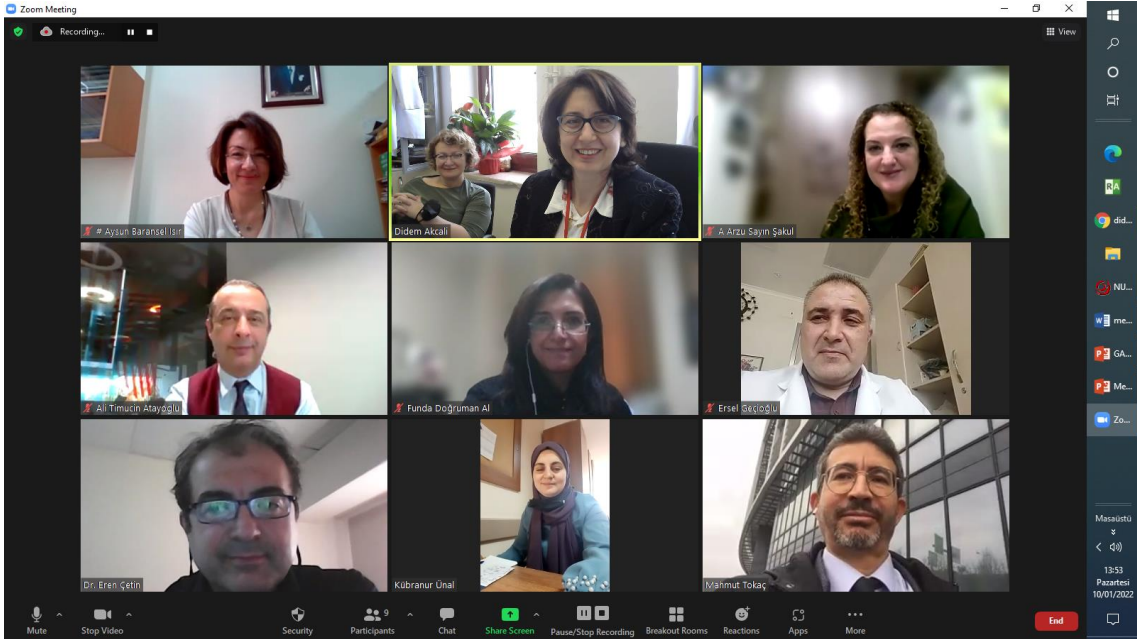 Zoom Meeting
Recording...
View
# Aysun Baransel Isir
Didem Akcali
A Arzu Sayın Şakul
Ali Timucin Atayoğlu
Funda Doğruman Al
Ersel Geçioğlu
Dr. Eren Çetin
Kübranur Ünal
Mahmut Tokaç
Mute
Stop Video
Security
Participants
9
Chat
Share Screen
Pause/Stop Recording
Breakout Rooms
Reactions
Apps
More
End
RA
did...
NU...
me...
GA...
Me...
Zo...
Masaüstü
13:53
Pazartesi
10/01/2022